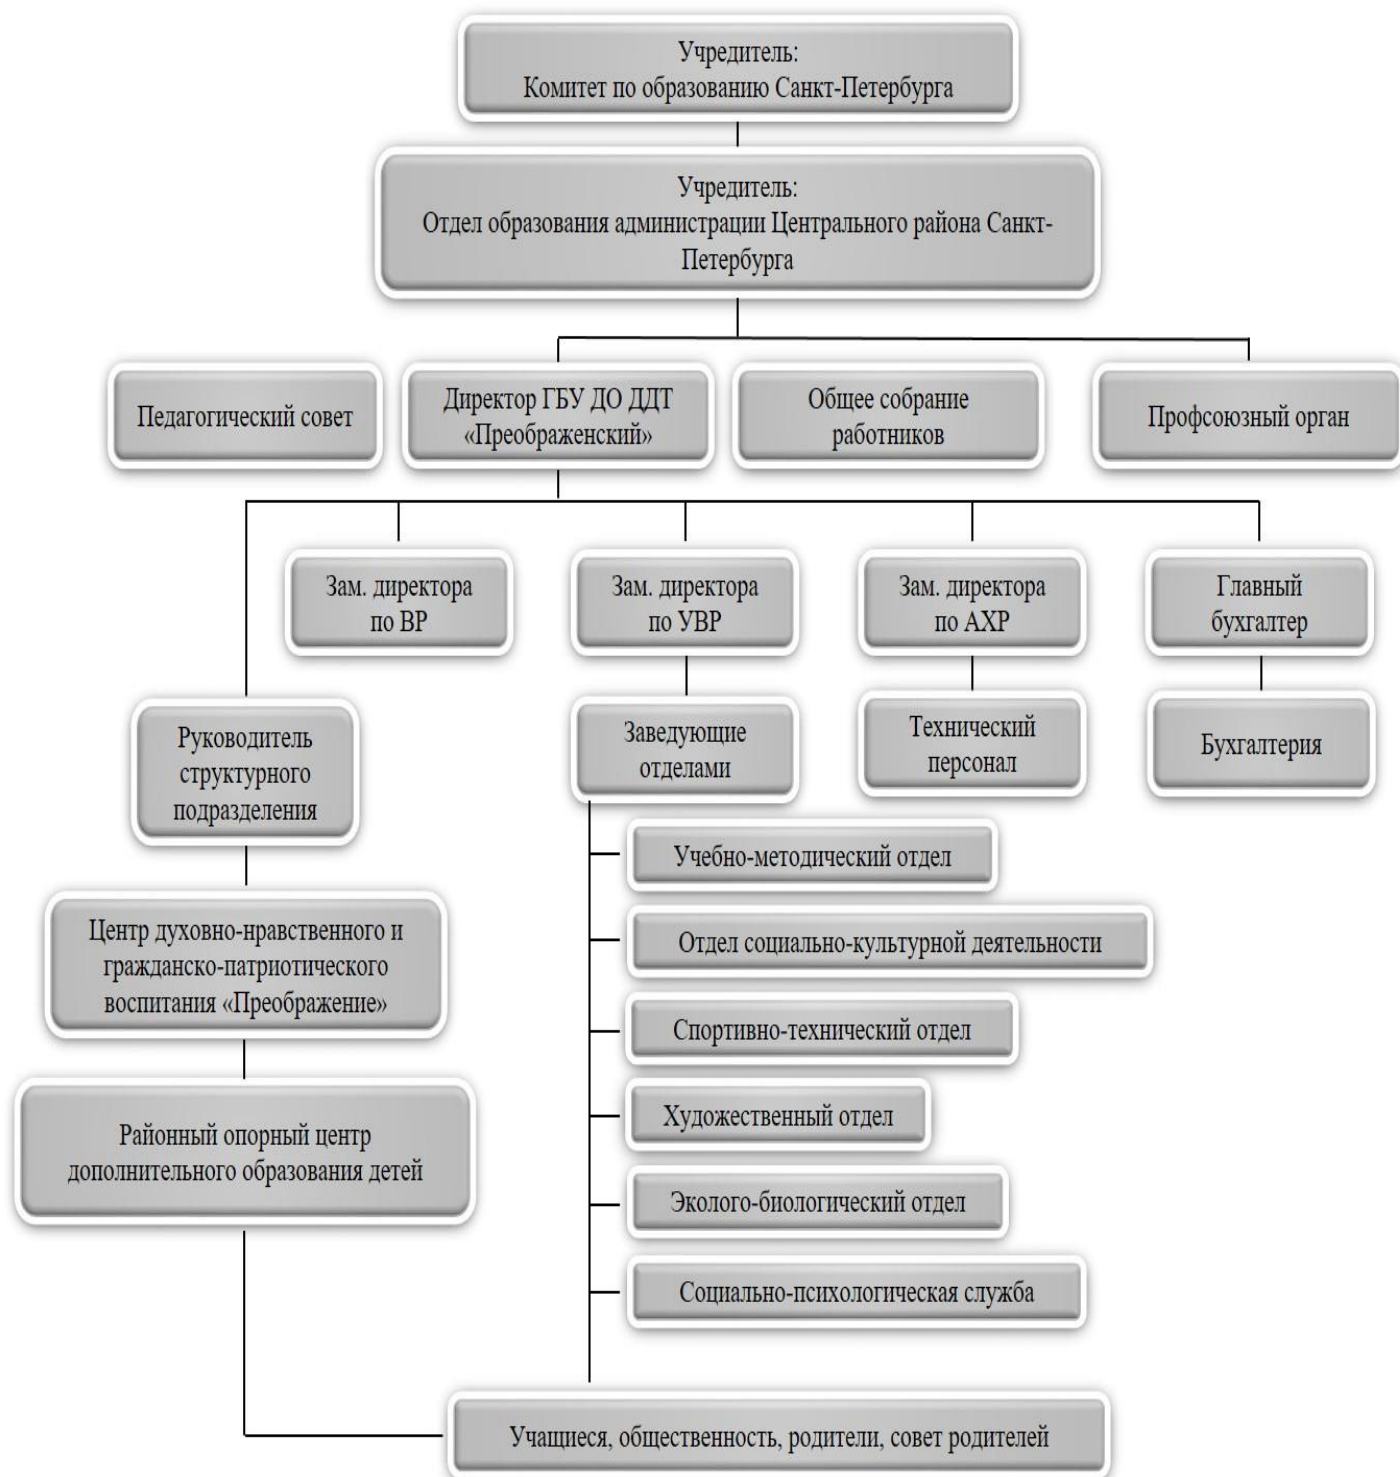 Учредитель:
Комитет по образованию Санкт-Петербурга
Учредитель:
Отдел образования администрации Центрального района Санкт-
Петербурга
Педагогический совет
Директор ГБУ ДО ДДТ
«Преображенский»
Общее собрание
работников
Профсоюзный орган
Зам. директора
по ВР
Зам. директора
по УВР
Зам. директора
по АХР
Главный
бухгалтер
Руководитель
структурного
подразделения
Заведующие
отделами
Технический
персонал
Бухгалтерия
Учебно-методический отдел
Центр духовно-нравственного и
гражданско-патриотического
воспитания «Преображение»
Отдел социально-культурной деятельности
Спортивно-технический отдел
Районный опорный центр
дополнительного образования детей
Художественный отдел
Эколого-биологический отдел
Социально-психологическая служба
Учащиеся, общественность, родители, совет родителей